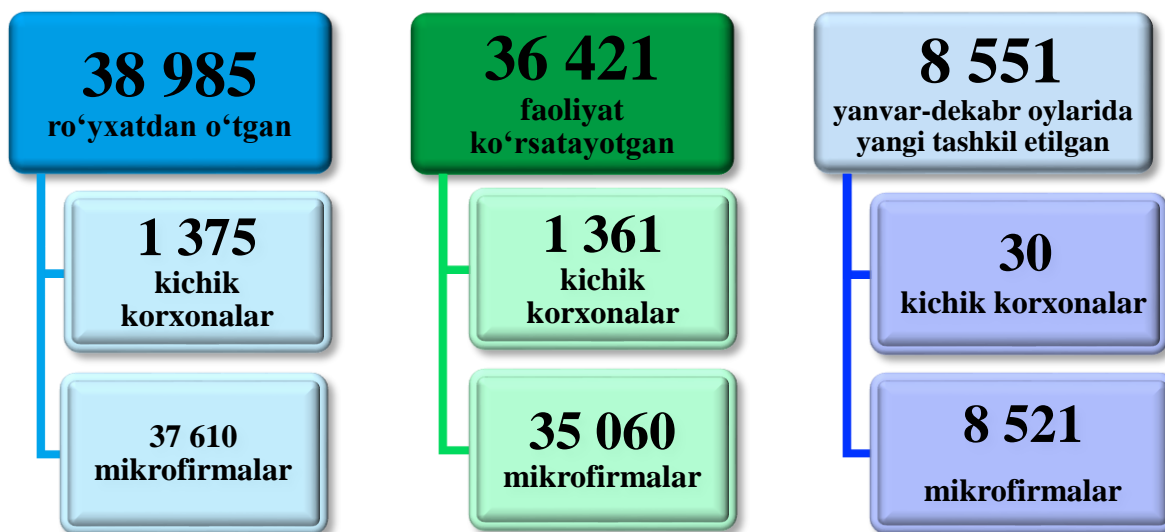 38 985
ro‘yxatdan o‘tgan
1 375
kichik
korxonalar
37 610
mikrofirmalar
36 421
faoliyat
ko‘rsatayotgan
1 361
kichik
korxonalar
35 060
mikrofirmalar
8 551
yanvar-dekabr oylarida
yangi tashkil etilgan
30
kichik korxonalar
8 521
mikrofirmalar